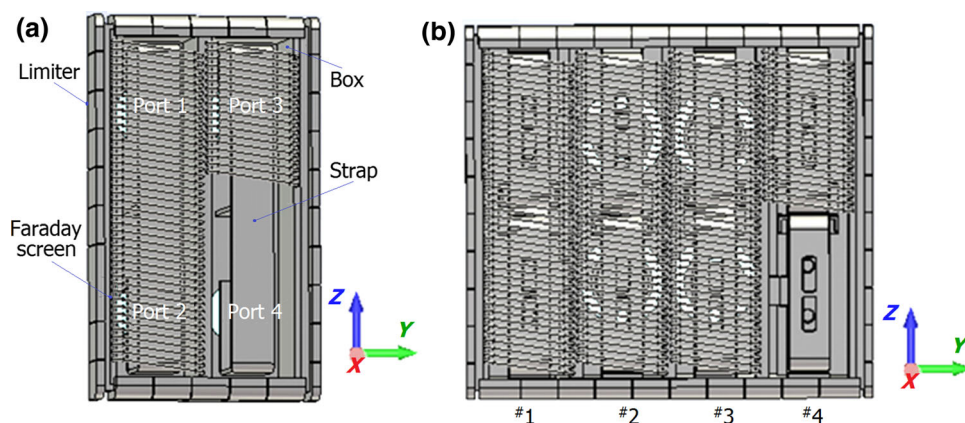 (a)
Limiter
Port 1
Port 3
Box
Strap
Faraday
screen
Port 2
Port 4
Z
Y
X
(b)
Z
Y
X
#1
#2
#3
#4